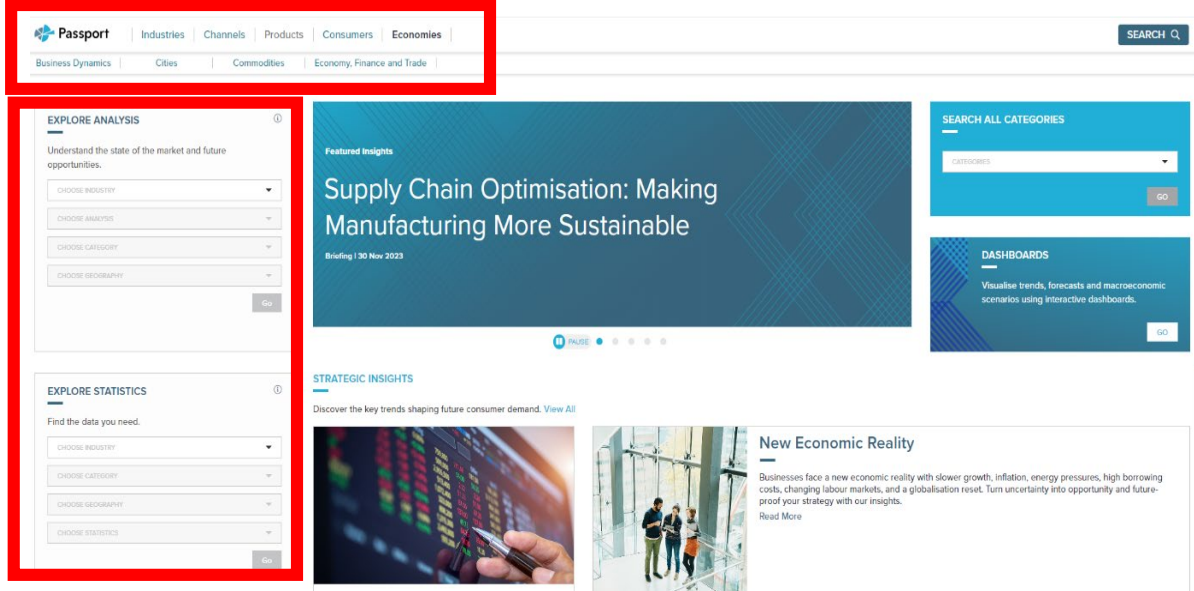 Passport
Industries
Channels
Products
Consumers
Economies
SEARCH
Business Dynamics
Cities
Commodities
Economy, Finance and Trade
EXPLORE ANALYSIS
Understand the state of the market and future
opportunities.
CHOOSE INDUSTRY
CHOOSE ANALYSIS
CHOOSE CATEGORY
CHOOSE GEOGRAPHY
Go
EXPLORE STATISTICS
Find the data you need.
CHOOSE INDUSTRY
CHOOSE CATEGORY
CHOOSE GEOGRAPHY
CHOOSE STATISTICS
Go
Featured Insights
Supply Chain Optimisation: Making
Manufacturing More Sustainable
Briefing | 30 Nov 2023
PAUSE
STRATEGIC INSIGHTS
Discover the key trends shaping future consumer demand. View All
New Economic Reality
Businesses face a new economic reality with slower growth, inflation, energy pressures, high borrowing
costs, changing labour markets, and a globalisation reset. Turn uncertainty into opportunity and future-
proof your strategy with our insights.
Read More
SEARCH ALL CATEGORIES
CATEGORIES
GO
DASHBOARDS
Visualise trends, forecasts and macroeconomic
scenarios using interactive dashboards.
GO